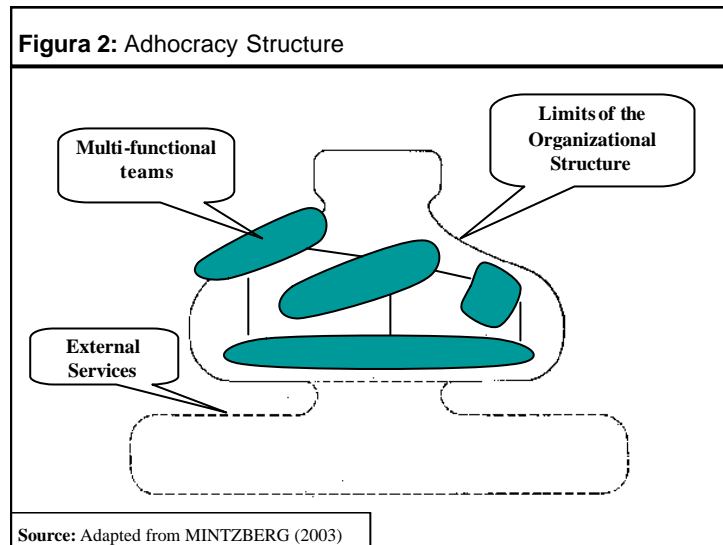 Figura 2: Adhocracy Structure
Multi-functional
teams
Limits of the
Organizational
Structure
External
Services
Source: Adapted from MINTZBERG (2003)